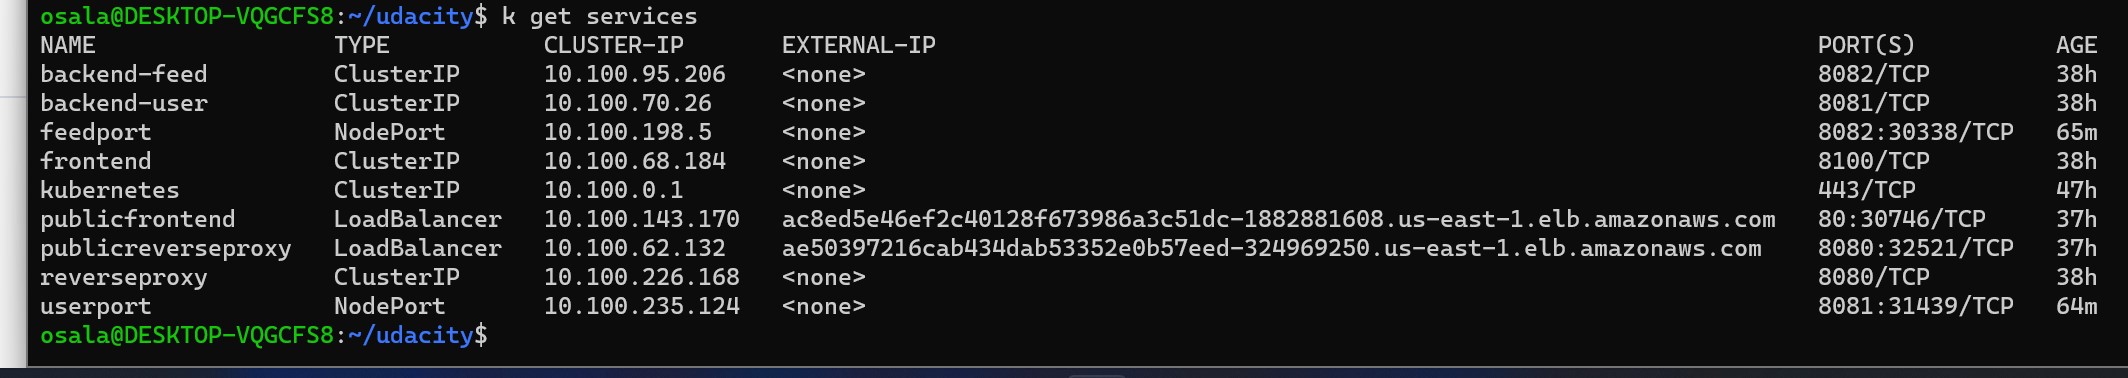 osala@DESKTOP-VQGCFS8:~/udacity$ k get services
NAME TYPE CLUSTER-IP EXTERNAL-IP PORT(S) AGE
backend-feed ClusterIP 10.100.95.206 <none> 8082/TCP 38h
backend-user ClusterIP 10.100.70.26 <none> 8081/TCP 38h
feedport NodePort 10.100.198.5 <none> 8082:30338/TCP 65m
frontend ClusterIP 10.100.68.184 <none> 8100/TCP 38h
kubernetes ClusterIP 10.100.0.1 <none> 443/TCP 47h
publicfrontend LoadBalancer 10.100.143.170 ac8ed5e46ef2c40128f673986a3c51dc-1882881608.us-east-1.elb.amazonaws.com 80:30746/TCP 37h
publicreverseproxy LoadBalancer 10.100.62.132 ae50397216cab434dab53352e0b57eed-324969250.us-east-1.elb.amazonaws.com 8080:32521/TCP 37h
reverseproxy ClusterIP 10.100.226.168 <none> 8080/TCP 38h
userport NodePort 10.100.235.124 <none> 8081:31439/TCP 64m
osala@DESKTOP-VQGCFS8:~/udacity$